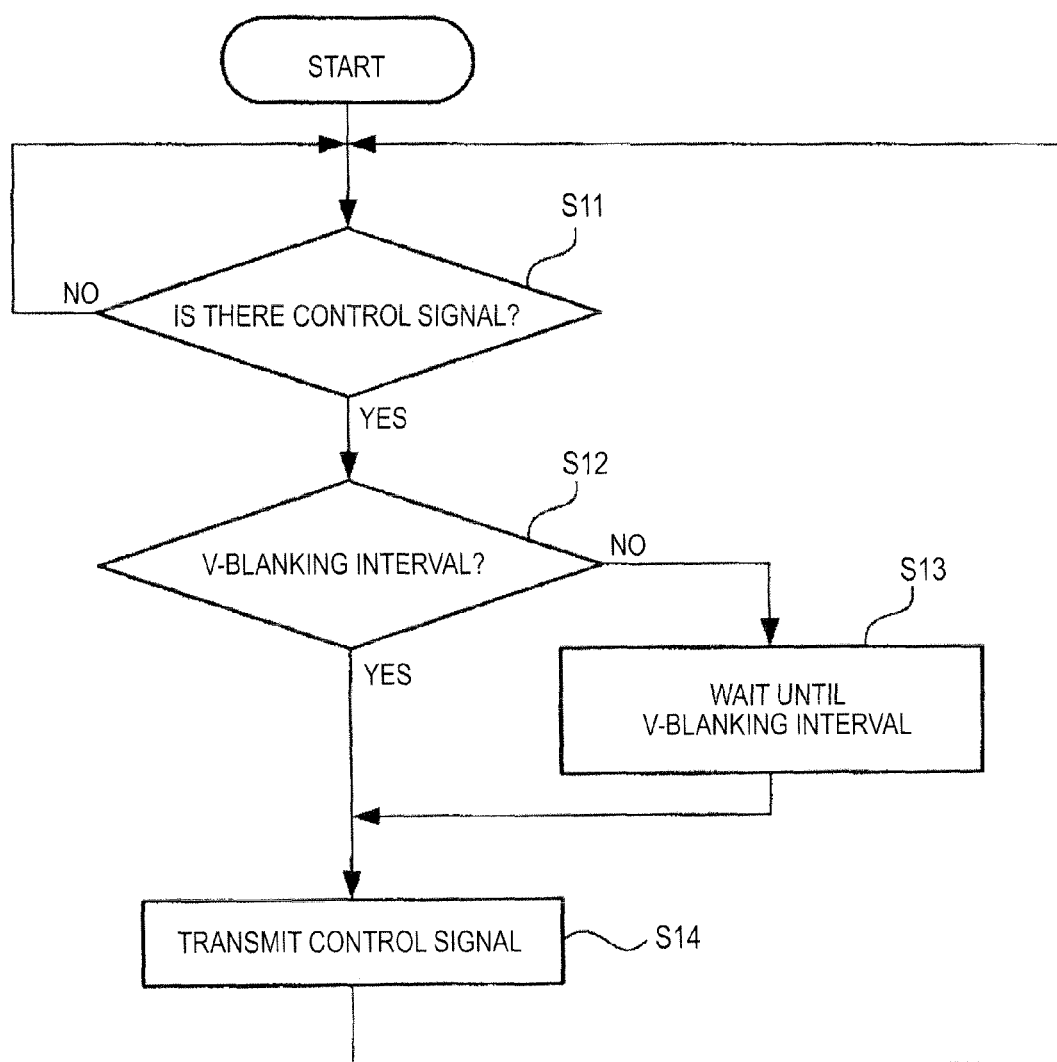 START
S11
NO
IS THERE CONTROL SIGNAL?
YES
S12
V-BLANKING INTERVAL?
NO
S13
YES
WAIT UNTIL
V-BLANKING INTERVAL
TRANSMIT CONTROL SIGNAL
S14